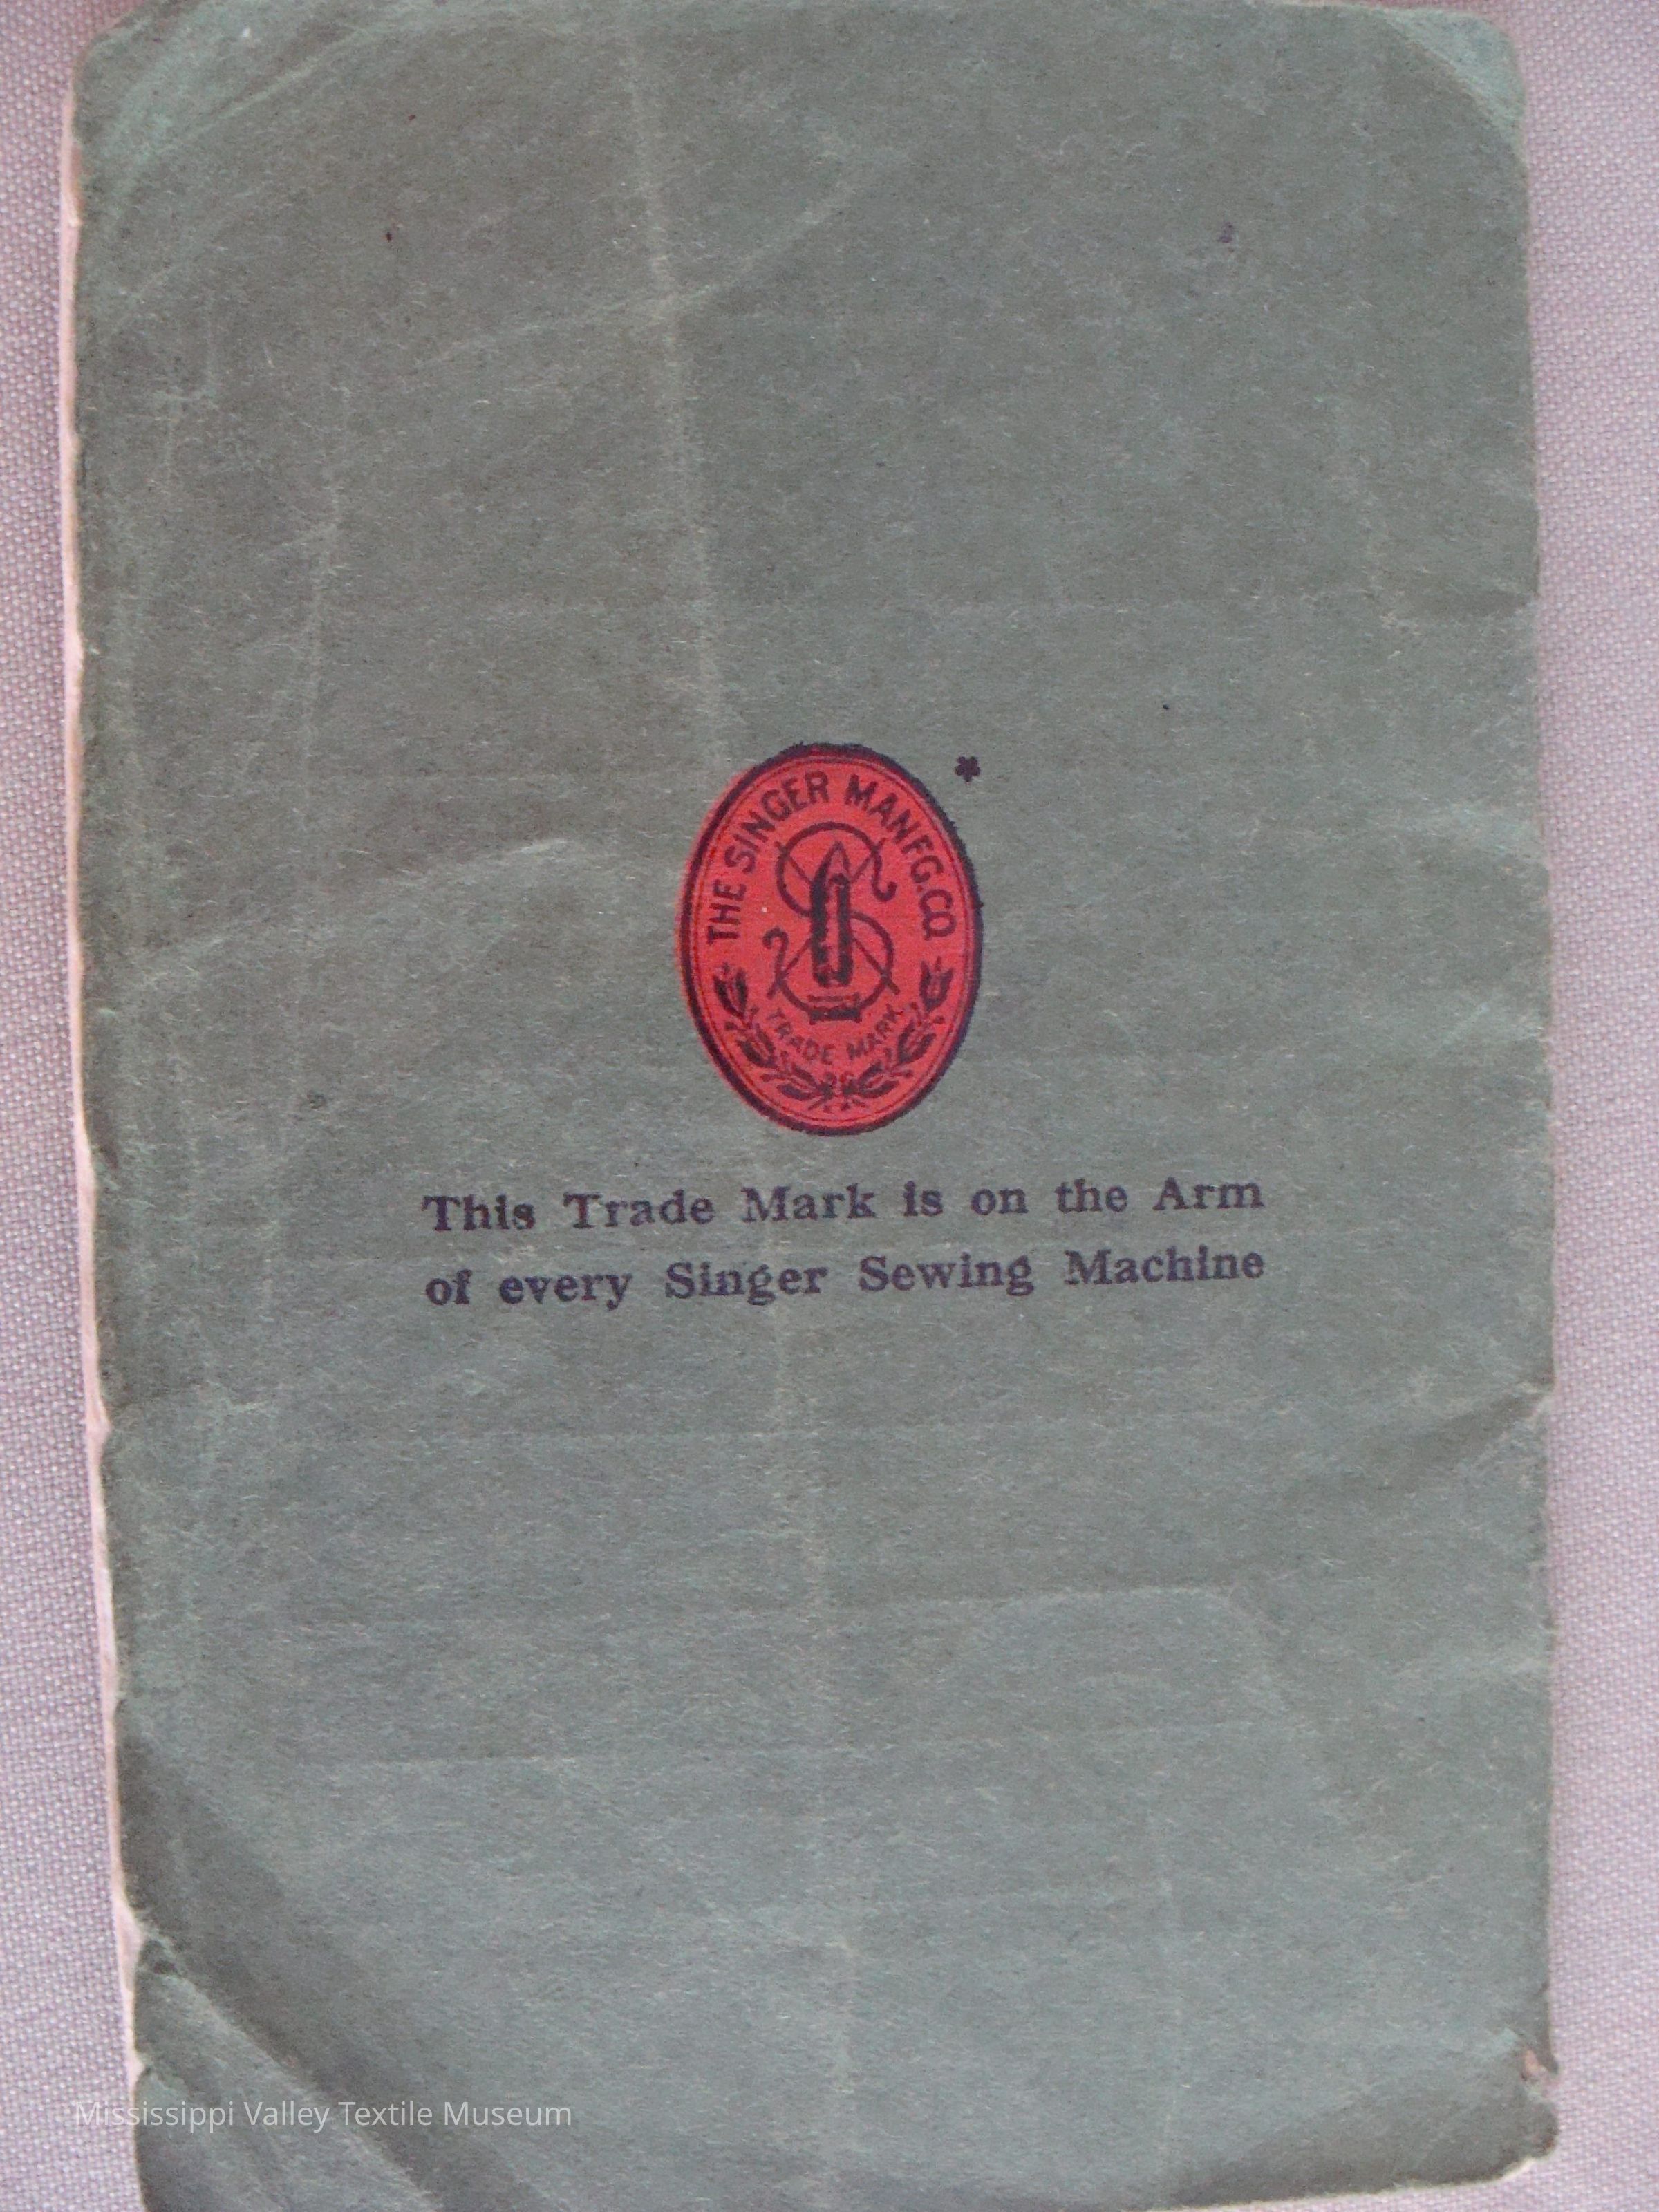 THE SINGER MANFG. CO
TRADE MARK
This Trade Mark is on the Arm
of every Singer Sewing Machine
Mississippi Valley Textile Museum